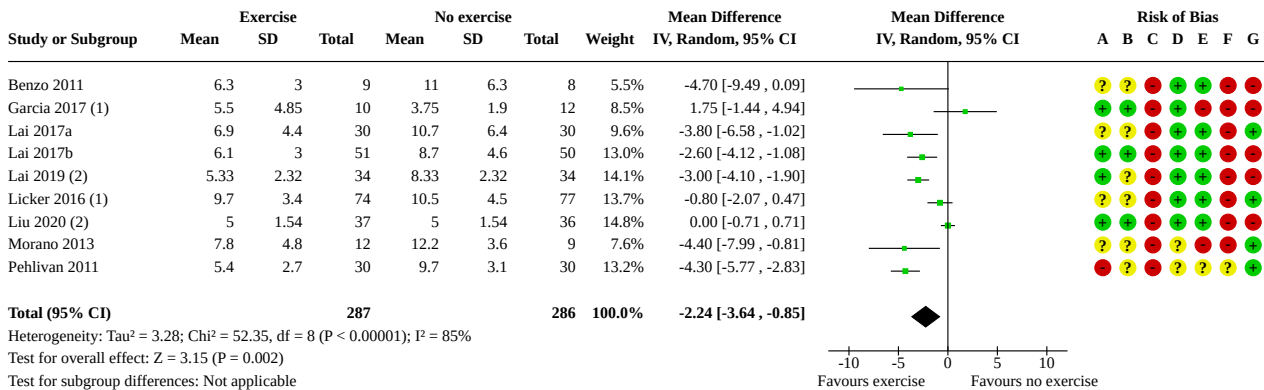 Exercise No exercise Mean Difference Mean Difference Risk of Bias
Study or Subgroup Mean SD Total Mean SD Total Weight IV, Random, 95% CI IV, Random, 95% CI A B C D E F G
Benzo 2011 6.3 3 9 11 6.3 8 5.5% -4.70 [-9.49 , 0.09] ? ? - + + - -
Garcia 2017 (1) 5.5 4.85 10 3.75 1.9 12 8.5% 1.75 [-1.44 , 4.94] + + - + - - -
Lai 2017a 6.9 4.4 30 10.7 6.4 30 9.6% -3.80 [-6.58 , -1.02] ? ? - + + - +
Lai 2017b 6.1 3 51 8.7 4.6 50 13.0% -2.60 [-4.12 , -1.08] + + - + + - -
Lai 2019 (2) 5.33 2.32 34 8.33 2.32 34 14.1% -3.00 [-4.10 , -1.90] + ? - + + - -
Licker 2016 (1) 9.7 3.4 74 10.5 4.5 77 13.7% -0.80 [-2.07 , 0.47] ? ? - + + - +
Liu 2020 (2) 5 1.54 37 5 1.54 36 14.8% 0.00 [-0.71 , 0.71] + + - + + - -
Morano 2013 7.8 4.8 12 12.2 3.6 9 7.6% -4.40 [-7.99 , -0.81] ? ? - ? - - +
Pehlivan 2011 5.4 2.7 30 9.7 3.1 30 13.2% -4.30 [-5.77 , -2.83] - ? - ? ? ? +
Total (95% CI) 287 286 100.0% -2.24 [-3.64 , -0.85]
Heterogeneity: Tau² = 3.28; Chi² = 52.35, df = 8 (P < 0.00001); I² = 85%
Test for overall effect: Z = 3.15 (P = 0.002)
Test for subgroup differences: Not applicable
-10 -5 0 5 10
Favours exercise Favours no exercise